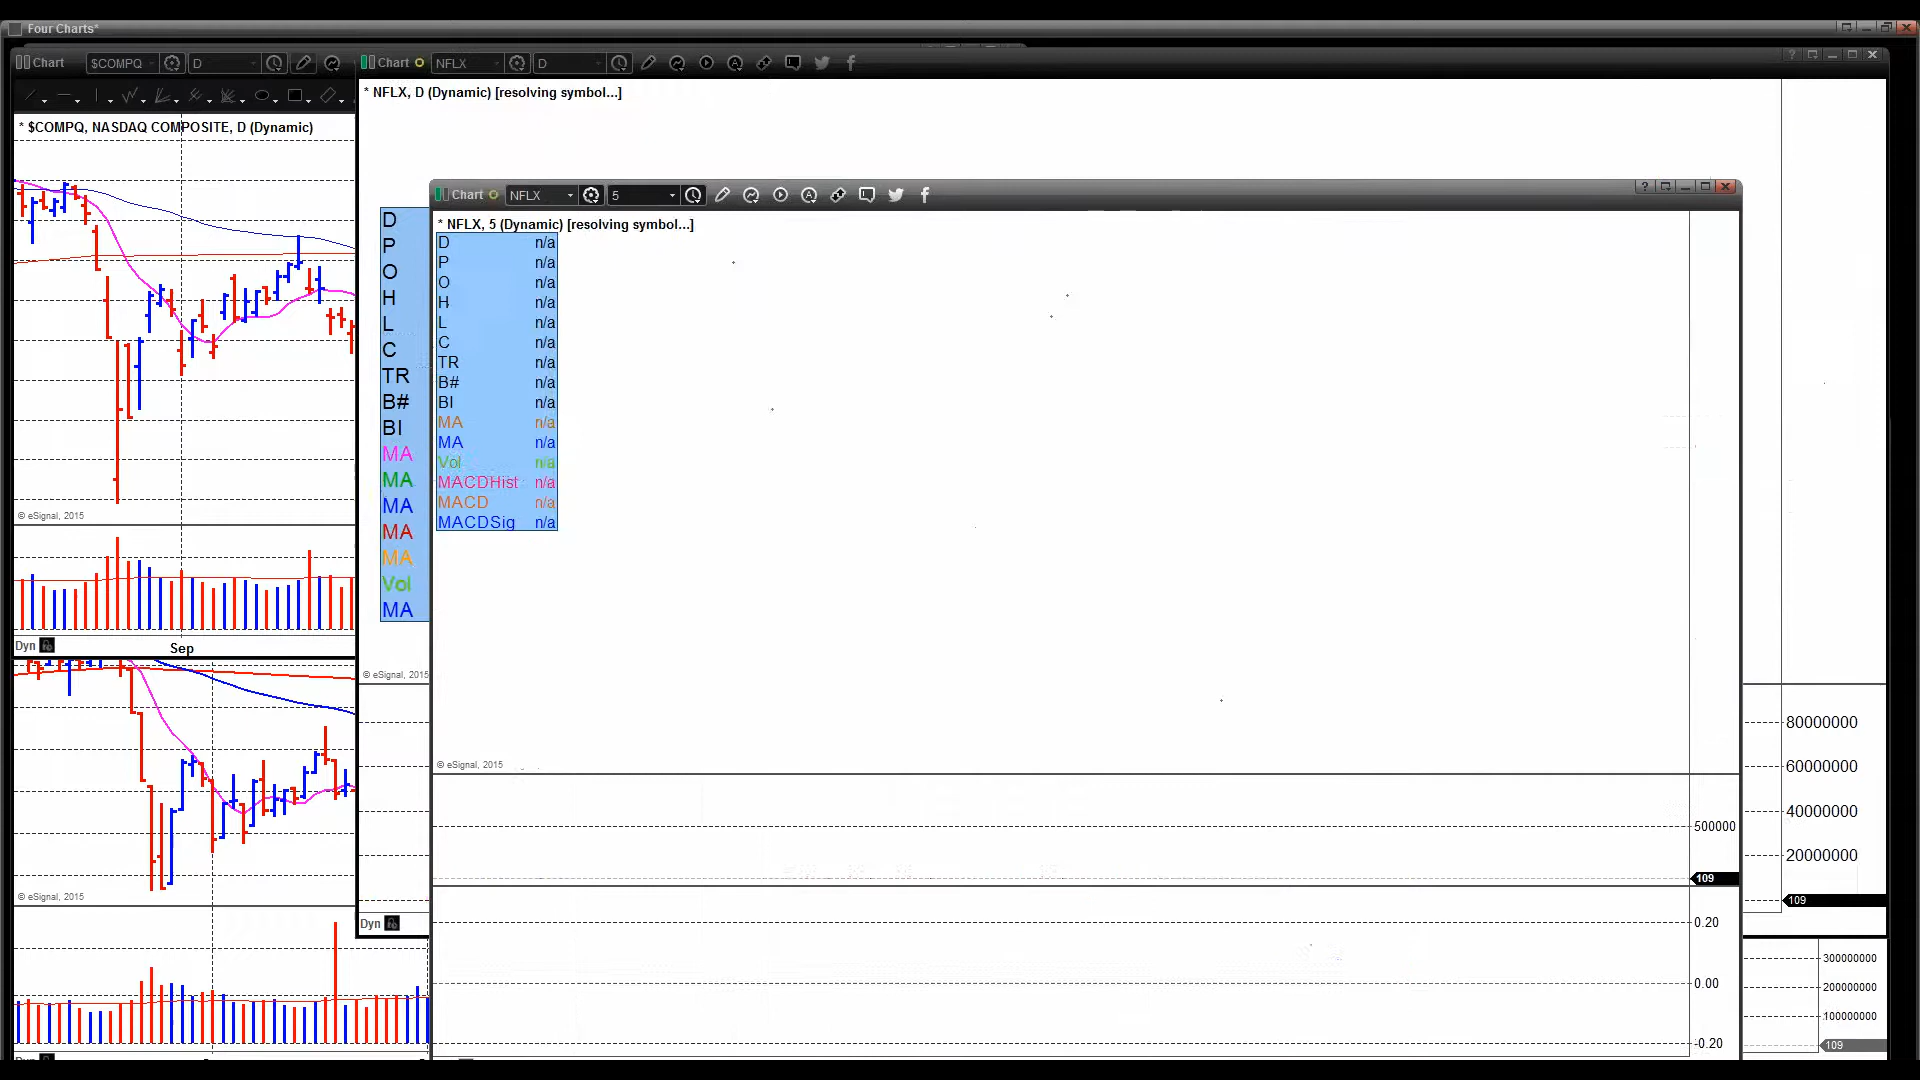 Four Charts*
Chart $COMPQ D
Chart NFLX D
* NFLX, D (Dynamic) [resolving symbol...]
* $COMPQ, NASDAQ COMPOSITE, D (Dynamic)
Chart NFLX 5
* NFLX, 5 (Dynamic) [resolving symbol...]
D
P
O
H
L
C
TR
B#
BI
MA
MA
MA
MA
MA
Vol
MA
D n/a
P n/a
O n/a
H n/a
L n/a
C n/a
TR n/a
B# n/a
BI n/a
MA n/a
MA n/a
Vol n/a
MACDHist n/a
MACD n/a
MACDSig n/a
© eSignal, 2015
Dyn
Sep
© eSignal, 2015
© eSignal, 2015
© eSignal, 2015
Dyn
500000
109
0.20
0.00
-0.20
80000000
60000000
40000000
20000000
109
300000000
200000000
100000000
109